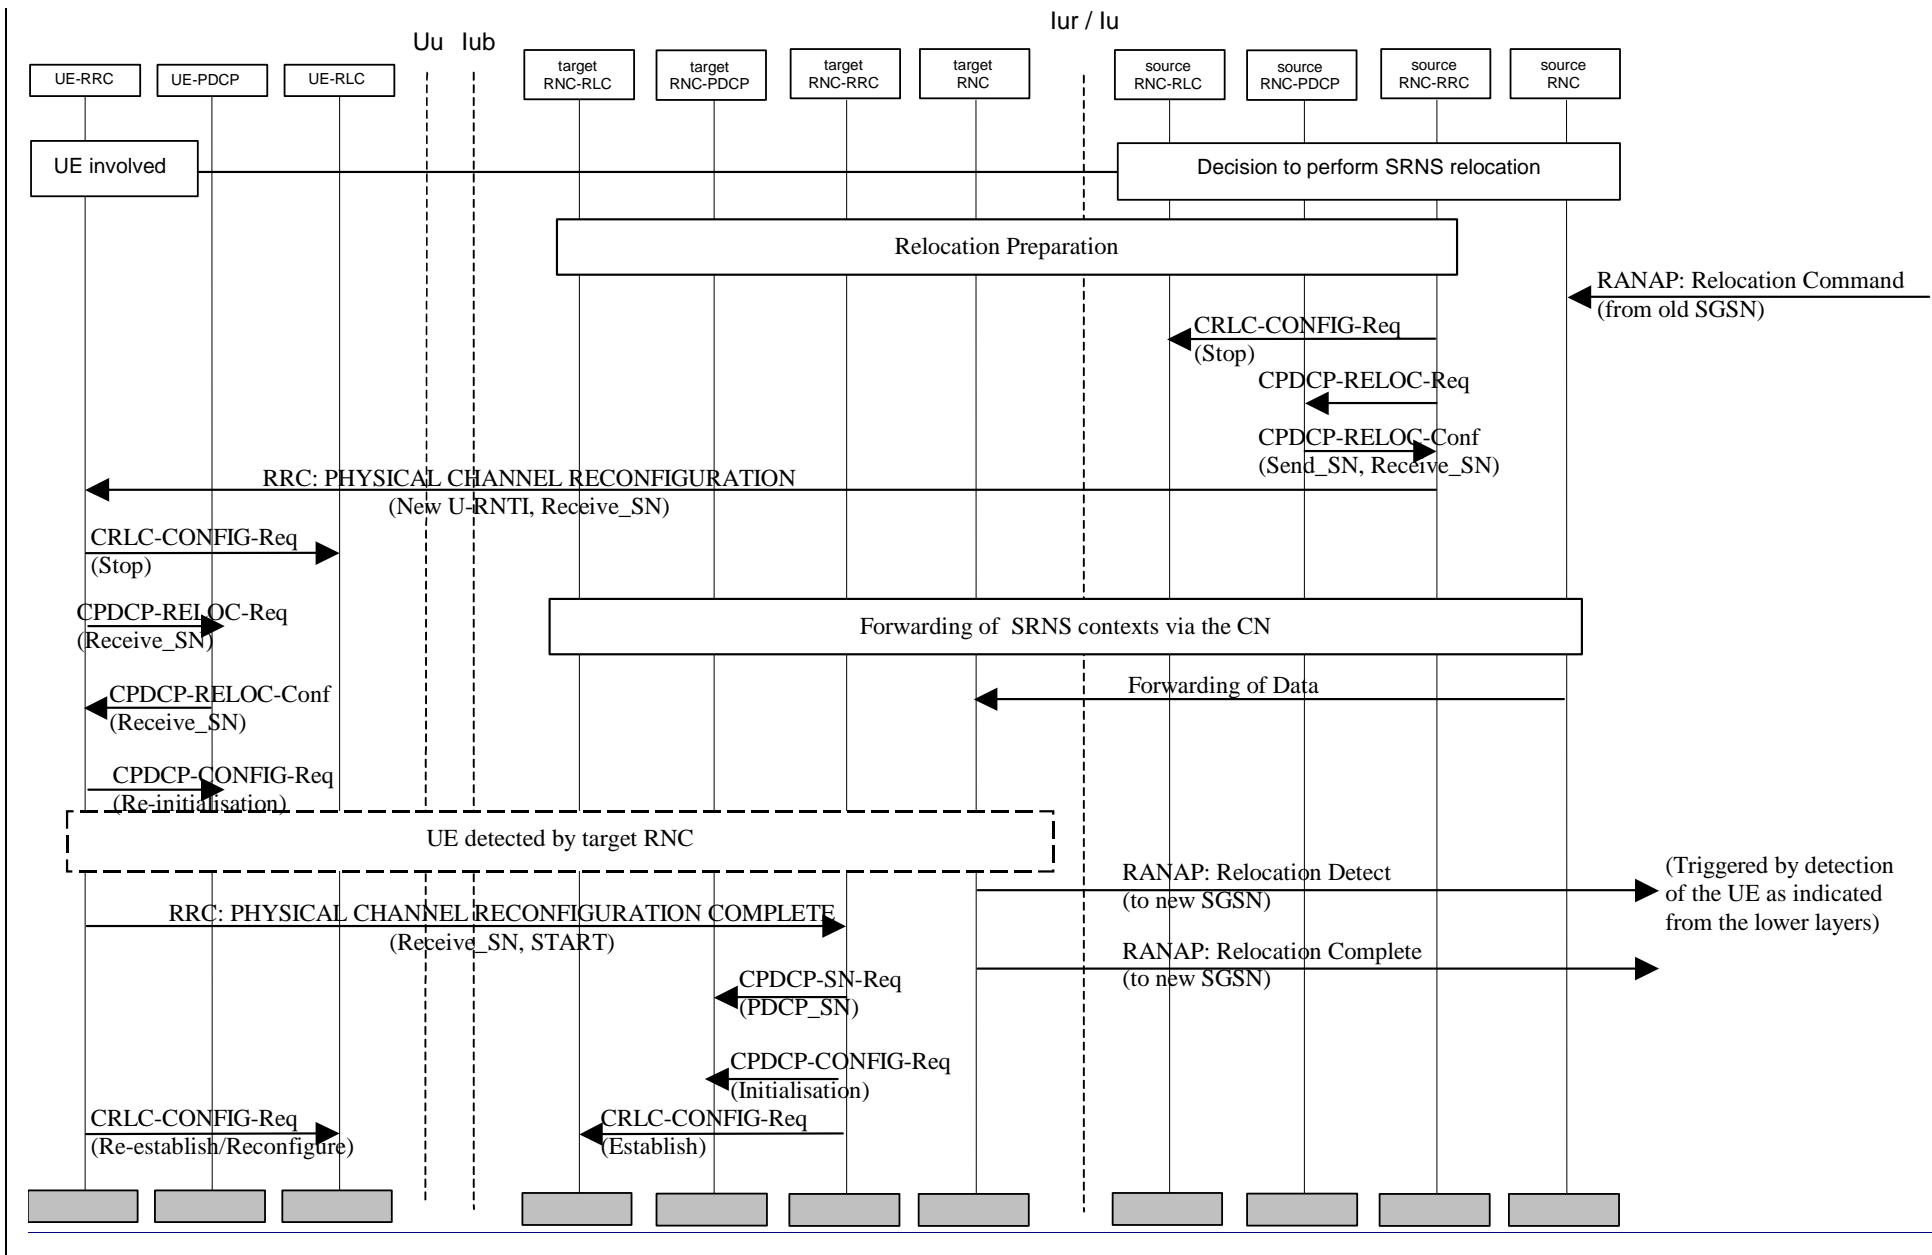 Iur / Iu
Uu Iub
UE-RRC
UE-PDCP
UE-RLC
target
RNC-RLC
target
RNC-PDCP
target
RNC-RRC
target
RNC
source
RNC-RLC
source
RNC-PDCP
source
RNC-RRC
source
RNC
UE involved
Decision to perform SRNS relocation
Relocation Preparation
RANAP: Relocation Command
(from old SGSN)
CRLC-CONFIG-Req
(Stop)
CPDCP-RELOC-Req
CPDCP-RELOC-Conf
(Send_SN, Receive_SN)
RRC: PHYSICAL CHANNEL RECONFIGURATION
(New U-RNTI, Receive_SN)
CRLC-CONFIG-Req
(Stop)
CPDCP-RELOC-Req
(Receive_SN)
Forwarding of SRNS contexts via the CN
CPDCP-RELOC-Conf
(Receive_SN)
Forwarding of Data
CPDCP-CONFIG-Req
(Re-initialisation)
UE detected by target RNC
RANAP: Relocation Detect
(to new SGSN)
(Triggered by detection
of the UE as indicated
from the lower layers)
RRC: PHYSICAL CHANNEL RECONFIGURATION COMPLETE
(Receive_SN, START)
RANAP: Relocation Complete
(to new SGSN)
CPDCP-SN-Req
(PDCP_SN)
CPDCP-CONFIG-Req
(Initialisation)
CRLC-CONFIG-Req
(Re-establish/Reconfigure)
CRLC-CONFIG-Req
(Establish)